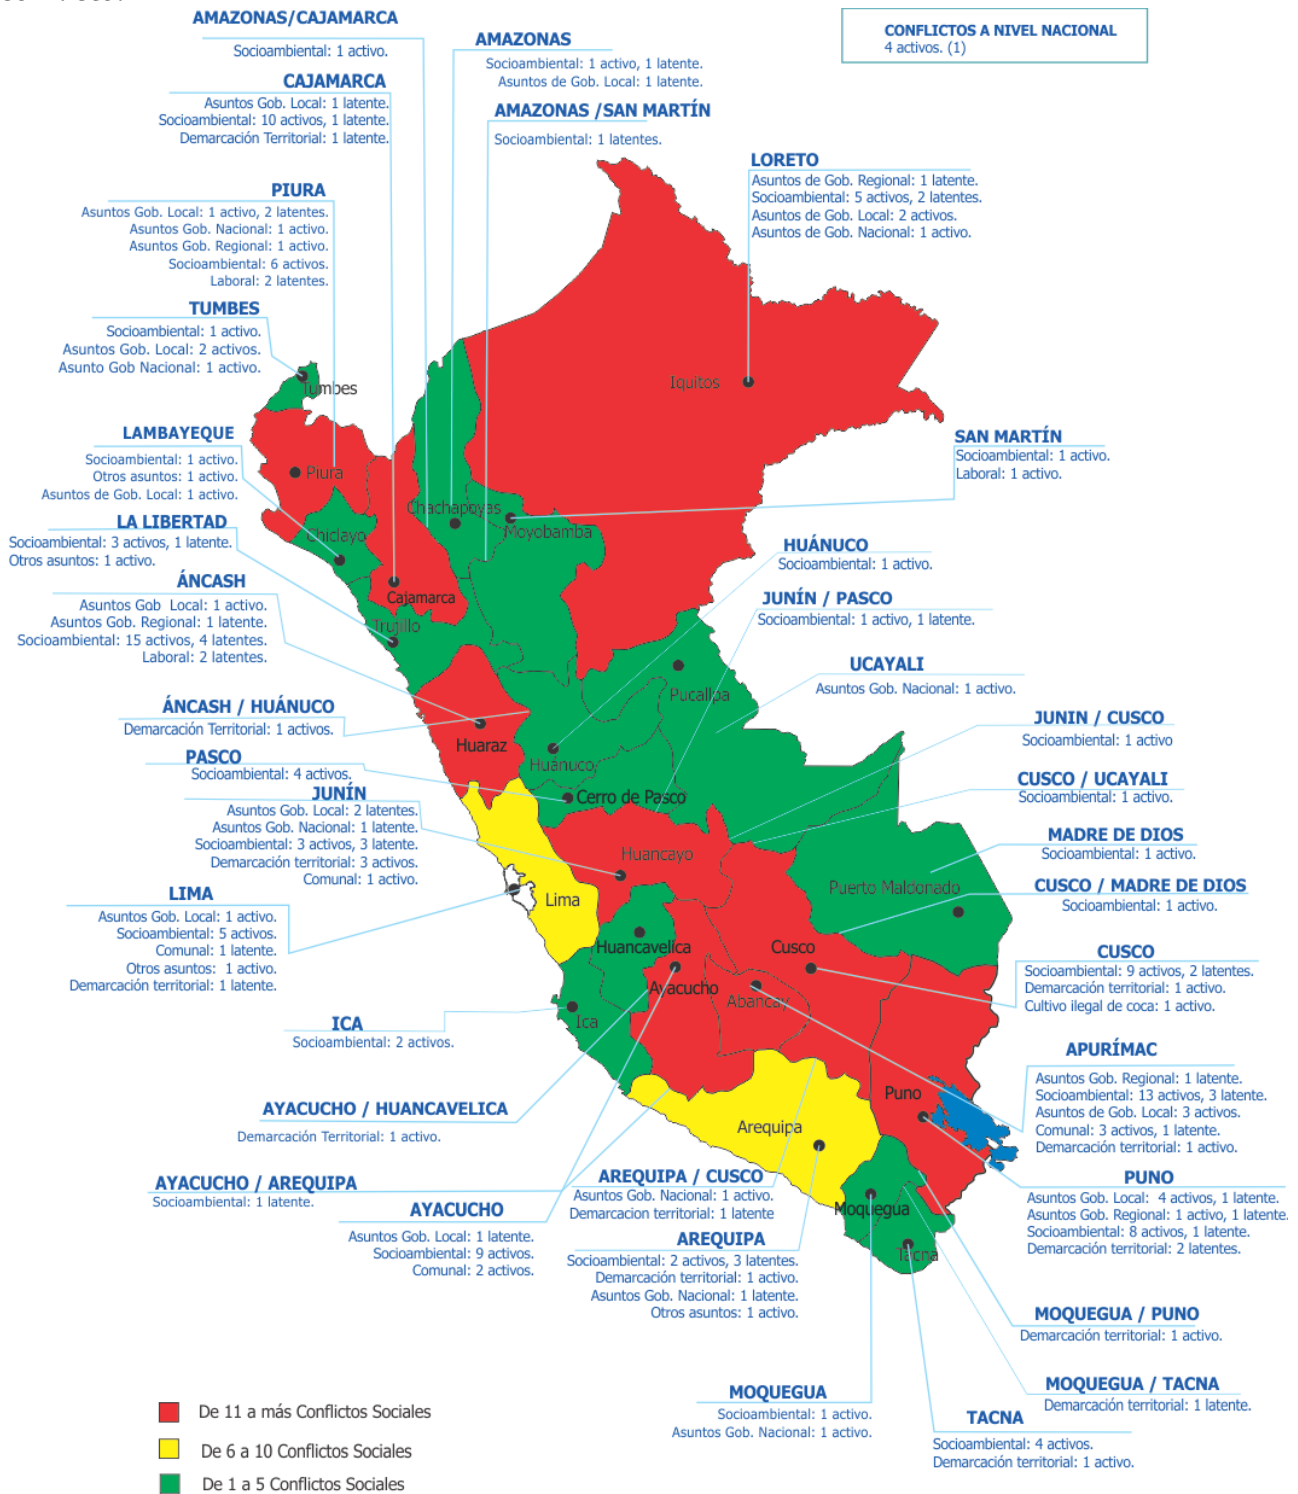 AMAZONAS/CAJAMARCA
Socioambiental: 1 activo.
CONFLICTOS A NIVEL NACIONAL
4 activos. (1)
AMAZONAS
Socioambiental: 1 activo, 1 latente.
Asuntos de Gob. Local: 1 latente.
CAJAMARCA
Asuntos Gob. Local: 1 latente.
Socioambiental: 10 activos, 1 latente.
Demarcación Territorial: 1 latente.
AMAZONAS /SAN MARTÍN
Socioambiental: 1 latentes.
LORETO
Asuntos de Gob. Regional: 1 latente.
Socioambiental: 5 activos, 2 latentes.
Asuntos de Gob. Local: 2 activos.
Asuntos de Gob. Nacional: 1 activo.
PIURA
Asuntos Gob. Local: 1 activo, 2 latentes.
Asuntos Gob. Nacional: 1 activo.
Asuntos Gob. Regional: 1 activo.
Socioambiental: 6 activos.
Laboral: 2 latentes.
TUMBES
Socioambiental: 1 activo.
Asuntos Gob. Local: 2 activos.
Asunto Gob Nacional: 1 activo.
Tumbes
Iquitos
LAMBAYEQUE
Socioambiental: 1 activo.
Otros asuntos: 1 activo.
Asuntos de Gob. Local: 1 activo.
Piura
SAN MARTÍN
Socioambiental: 1 activo.
Laboral: 1 activo.
Chachapoyas
Moyobamba
Chiclayo
LA LIBERTAD
Socioambiental: 3 activos, 1 latente.
Otros asuntos: 1 activo.
HUÁNUCO
Socioambiental: 1 activo.
ÁNCASH
Asuntos Gob Local: 1 activo.
Asuntos Gob. Regional: 1 latente.
Socioambiental: 15 activos, 4 latentes.
Laboral: 2 latentes.
Cajamarca
Trujillo
JUNÍN / PASCO
Socioambiental: 1 activo, 1 latente.
UCAYALI
Asuntos Gob. Nacional: 1 activo.
Pucallpa
ÁNCASH / HUÁNUCO
Demarcación Territorial: 1 activos.
Huaraz
Huánuco
JUNIN / CUSCO
Socioambiental: 1 activo
PASCO
Socioambiental: 4 activos.
CUSCO / UCAYALI
Socioambiental: 1 activo.
JUNÍN
Asuntos Gob. Local: 2 latentes.
Asuntos Gob. Nacional: 1 latente.
Socioambiental: 3 activos, 3 latente.
Demarcación territorial: 3 activos.
Comunal: 1 activo.
Cerro de Pasco
Huancayo
MADRE DE DIOS
Socioambiental: 1 activo.
Puerto Maldonado
CUSCO / MADRE DE DIOS
Socioambiental: 1 activo.
LIMA
Asuntos Gob. Local: 1 activo.
Socioambiental: 5 activos.
Comunal: 1 latente.
Otros asuntos: 1 activo.
Demarcación territorial: 1 latente.
Lima
Huancavelica
Cusco
CUSCO
Socioambiental: 9 activos, 2 latentes.
Demarcación territorial: 1 activo.
Cultivo ilegal de coca: 1 activo.
Ayacucho
Abancay
ICA
Socioambiental: 2 activos.
Ica
APURÍMAC
Asuntos Gob. Regional: 1 latente.
Socioambiental: 13 activos, 3 latente.
Asuntos de Gob. Local: 3 activos.
Comunal: 3 activos, 1 latente.
Demarcación territorial: 1 activo.
Puno
AYACUCHO / HUANCAVELICA
Demarcación Territorial: 1 activo.
Arequipa
AYACUCHO / AREQUIPA
Socioambiental: 1 latente.
AREQUIPA / CUSCO
Asuntos Gob. Nacional: 1 activo.
Demarcacion territorial: 1 latente
PUNO
Asuntos Gob. Local: 4 activos, 1 latente.
Asuntos Gob. Regional: 1 activo, 1 latente.
Socioambiental: 8 activos, 1 latente.
Demarcación territorial: 2 latentes.
AYACUCHO
Asuntos Gob. Local: 1 latente.
Socioambiental: 9 activos.
Comunal: 2 activos.
Moquegua
Tacna
AREQUIPA
Socioambiental: 2 activos, 3 latentes.
Demarcación territorial: 1 activo.
Asuntos Gob. Nacional: 1 latente.
Otros asuntos: 1 activo.
MOQUEGUA / PUNO
Demarcación territorial: 1 activo.
MOQUEGUA / TACNA
Demarcación territorial: 1 latente.
MOQUEGUA
Socioambiental: 1 activo.
Asuntos Gob. Nacional: 1 activo.
TACNA
Socioambiental: 4 activos.
Demarcación territorial: 1 activo.
De 11 a más Conflictos Sociales
De 6 a 10 Conflictos Sociales
De 1 a 5 Conflictos Sociales